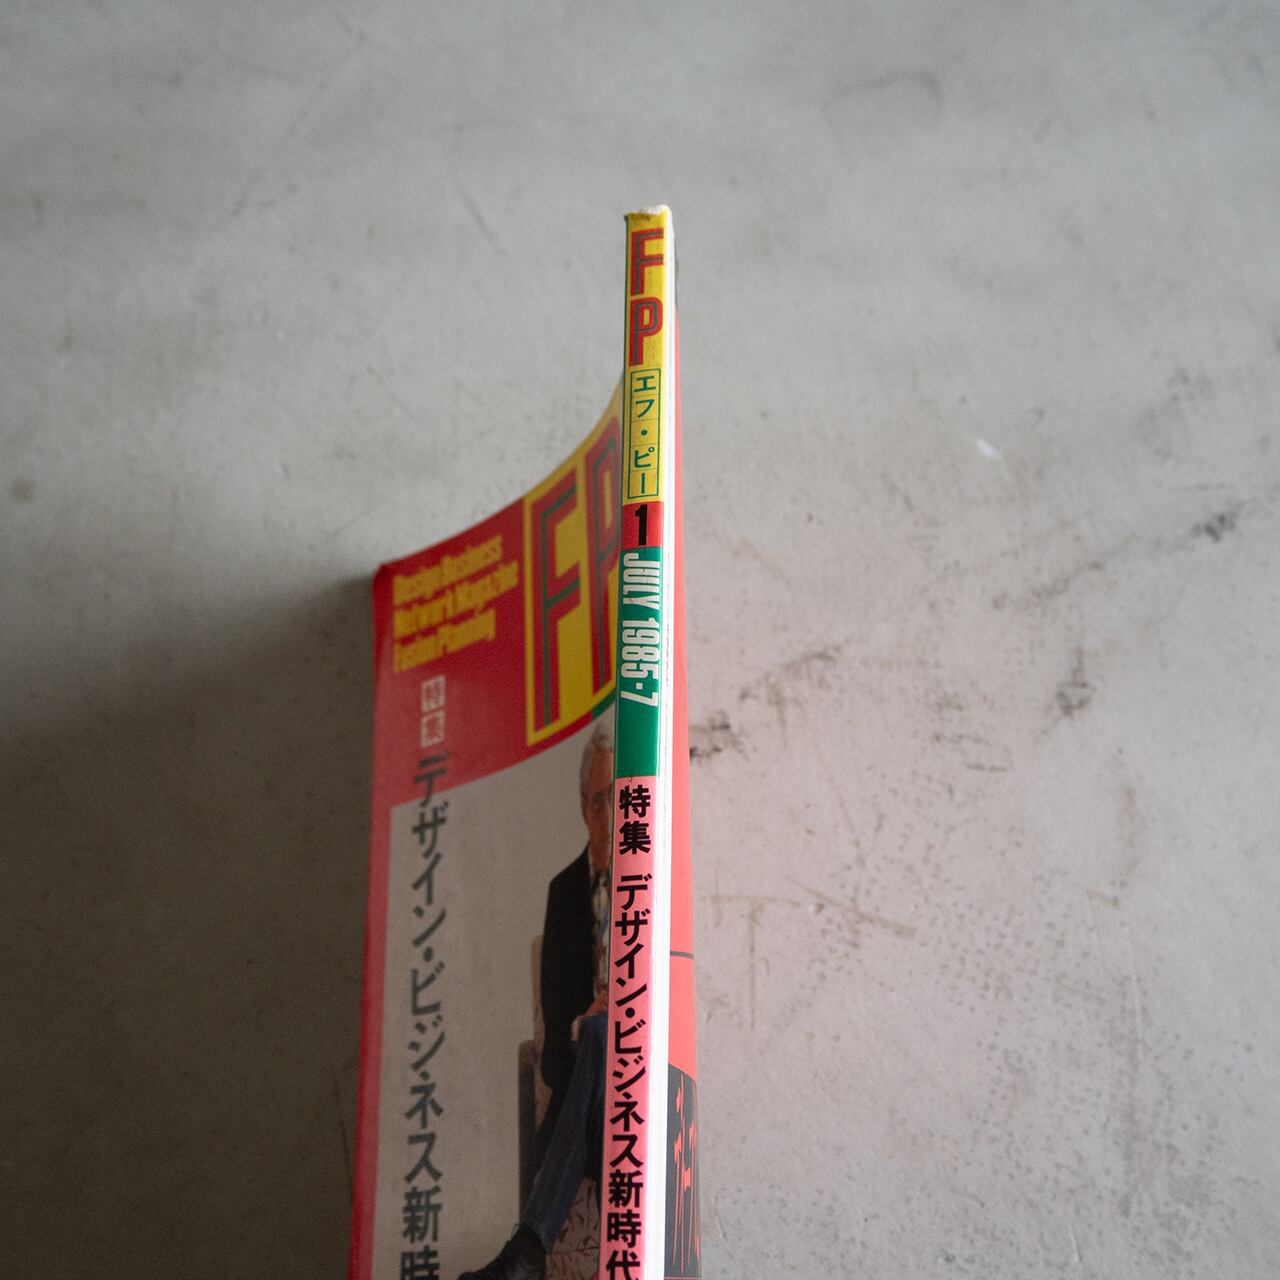 FP
エフ・ピー
1
JULY 1985・7
特集 デザイン・ビジネス新時代
FP
Design Business
Network Magazine
特集
デザイン・ビジネス新時